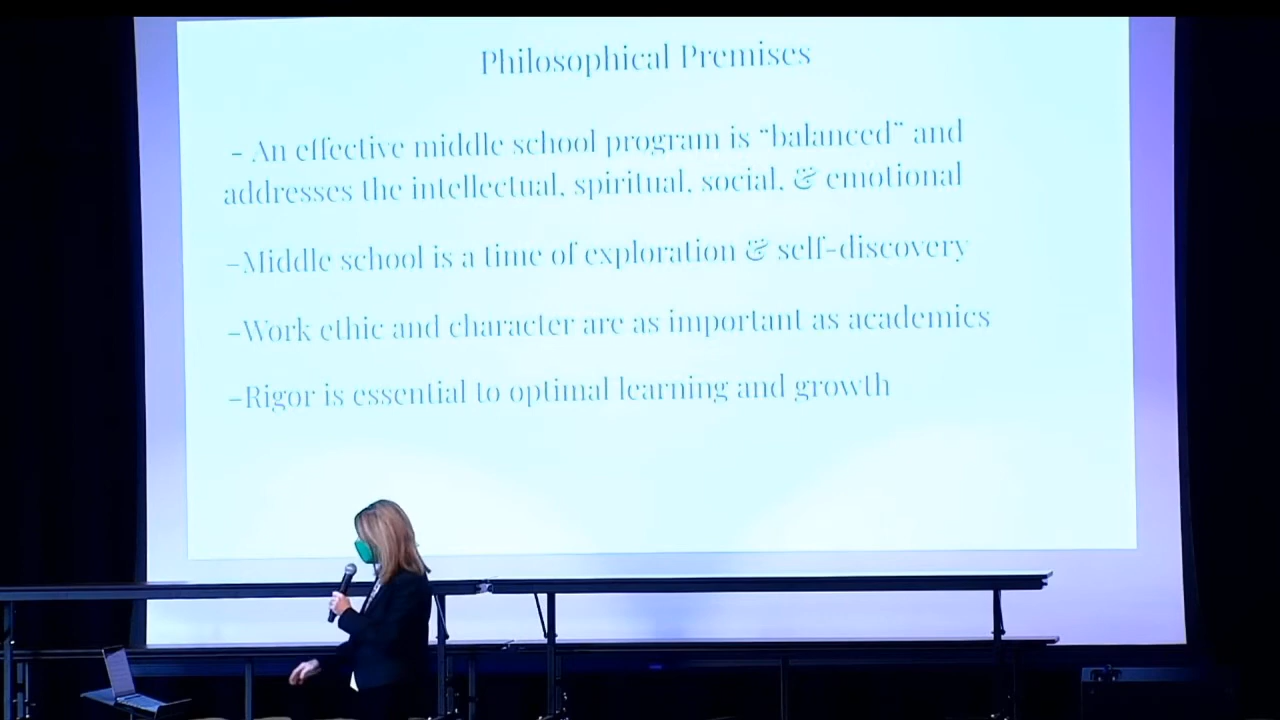 Philosophical Premises
- An effective middle school program is “balanced” and
addresses the intellectual, spiritual, social, & emotional
–Middle school is a time of exploration & self-discovery
–Work ethic and character are as important as academics
–Rigor is essential to optimal learning and growth